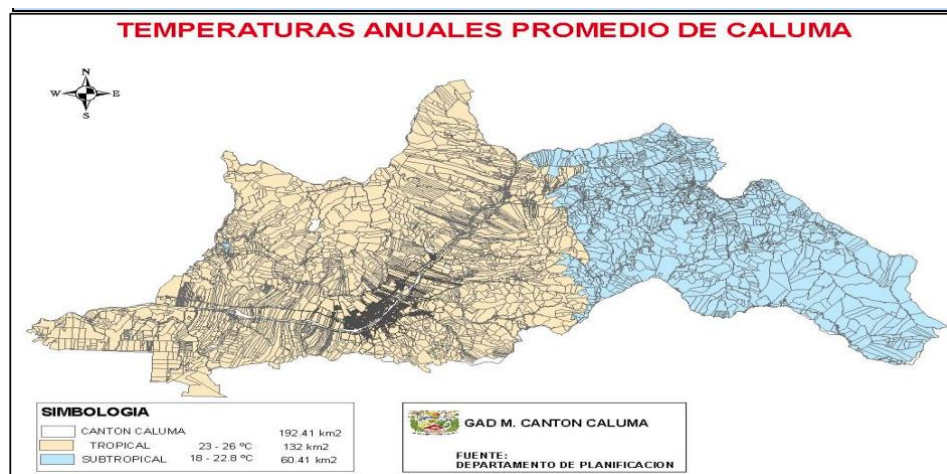 TEMPERATURAS ANUALES PROMEDIO DE CALUMA
N
W E
S
SIMBOLOGIA
CANTON CALUMA 192.41 km2
TROPICAL 23 - 26 ºC 132 km2
SUBTROPICAL 18 - 22.8 ºC 60.41 km2
GAD M. CANTON CALUMA
FUENTE:
DEPARTAMENTO DE PLANIFICACION